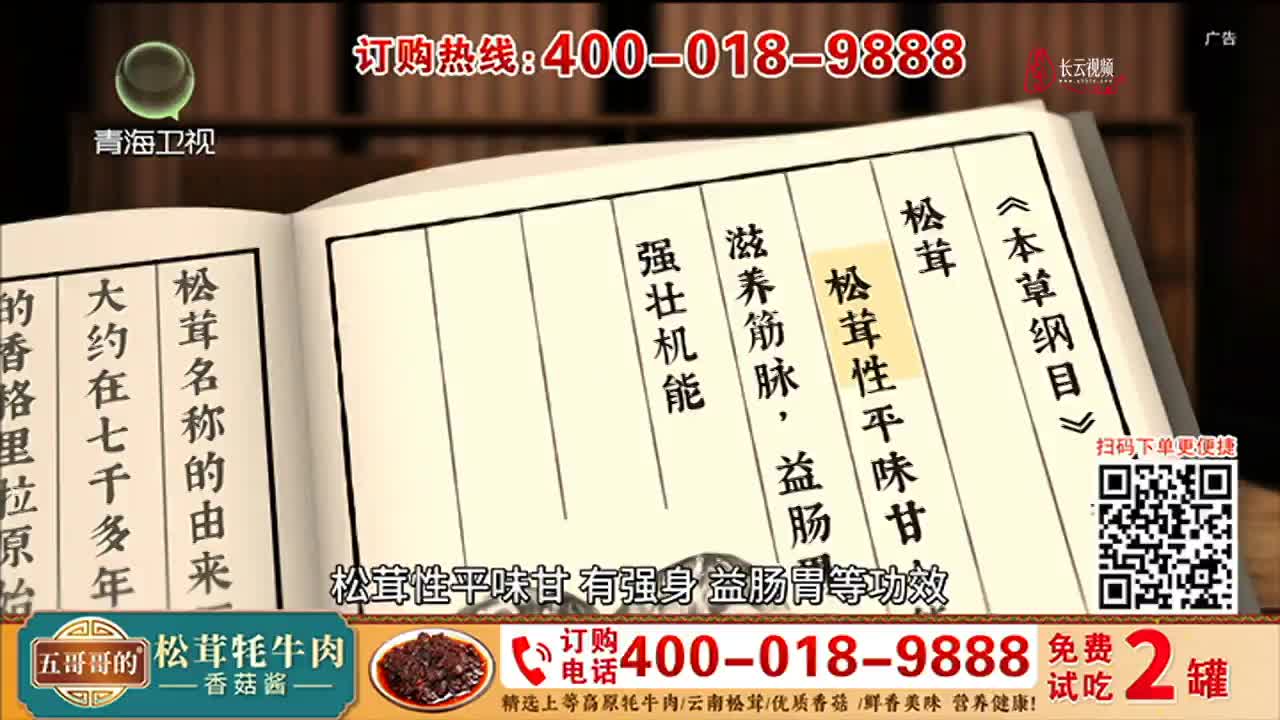 订购热线:400-018-9888
广告
长云视频
青海卫视
《本草纲目》
松茸
松茸性平味甘
滋养筋脉，益肠胃
强壮机能
松茸名称的由来
大约在七千多年
的香格里拉原始
扫码下单更便捷
松茸性平味甘 有强身 益肠胃等功效
五哥哥的
松茸牦牛肉
香菇酱
订购电话400-018-9888
免费试吃2罐
精选上等高原牦牛肉/云南松茸/优质香菇 /鲜香美味 营养健康!